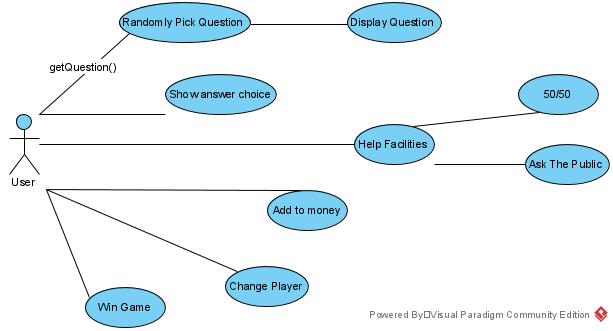 Randomly Pick Question
Display Question
getQuestion()
Show answer choice
50/50
Help Facilities
Ask The Public
User
Add to money
Change Player
Win Game
Powered By□Visual Paradigm Community Edition